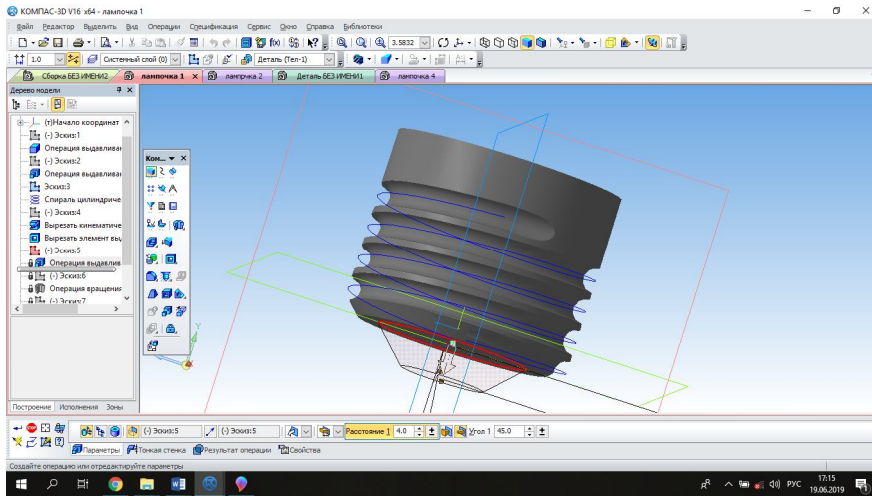 КОМПАС-3D V16 x64 - лампочка 1
Файл Редактор Выделить Вид Операции Спецификация Сервис Окно Справка Библиотеки
3.5832
1.0 Системный слой (0) Деталь (Тел-1)
Сборка БЕЗ ИМЕНИ2 лампочка 1 лампрчка 2 Деталь БЕЗ ИМЕНИ1 лампочка 4
Дерево модели
(т)Начало координат
(-) Эскиз:1
Операция выдавливан
(-) Эскиз:2
Операция выдавливан
Эскиз:3
Спираль цилиндриче
(-) Эскиз:4
Вырезать кинематиче
Вырезать элемент выд
(-) Эскиз:5
Операция выдавлив
(-) Эскиз:6
Операция вращения
(-) Эскиз:7
Построение Исполнения Зоны
Ком...
Y
(-) Эскиз:5 (-) Эскиз:5 Расстояние 1 4.0 Угол 1 45.0
Параметры Тонкая стенка Результат операции Свойства
Создайте операцию или отредактируйте параметры
РУС
17:15
19.06.2019